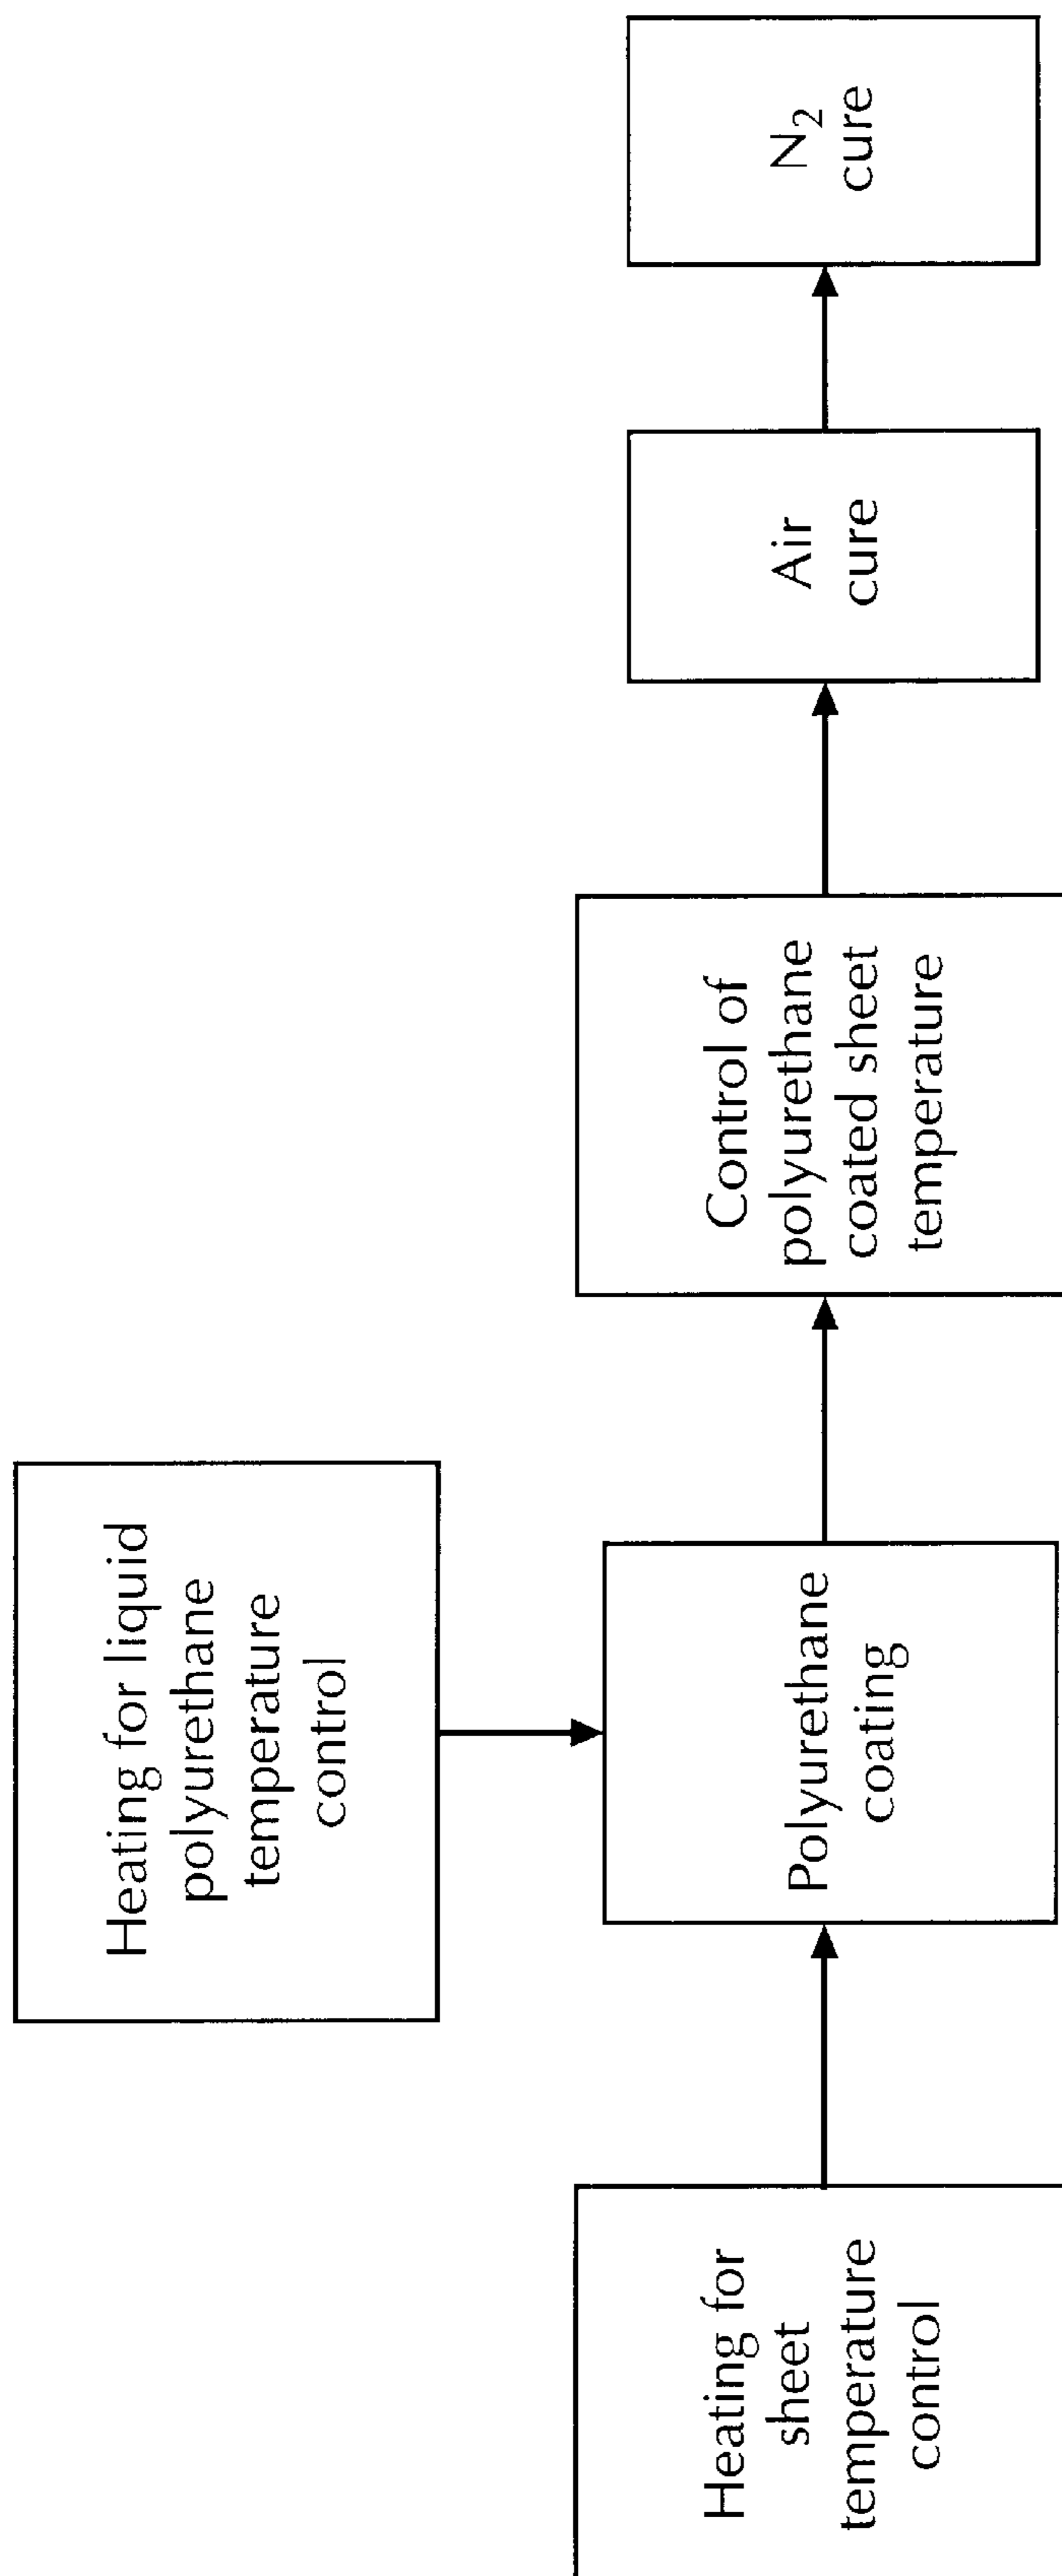 Heating for liquid
polyurethane
temperature
control
Heating for
sheet
temperature
control
Polyurethane
coating
Control of
polyurethane
coated sheet
temperature
Air
cure
N₂
cure